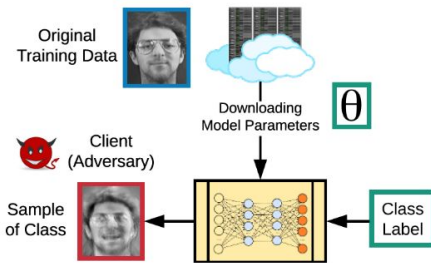 Original
Training Data
Downloading
Model Parameters
θ
Client
(Adversary)
Sample
of Class
Class
Label